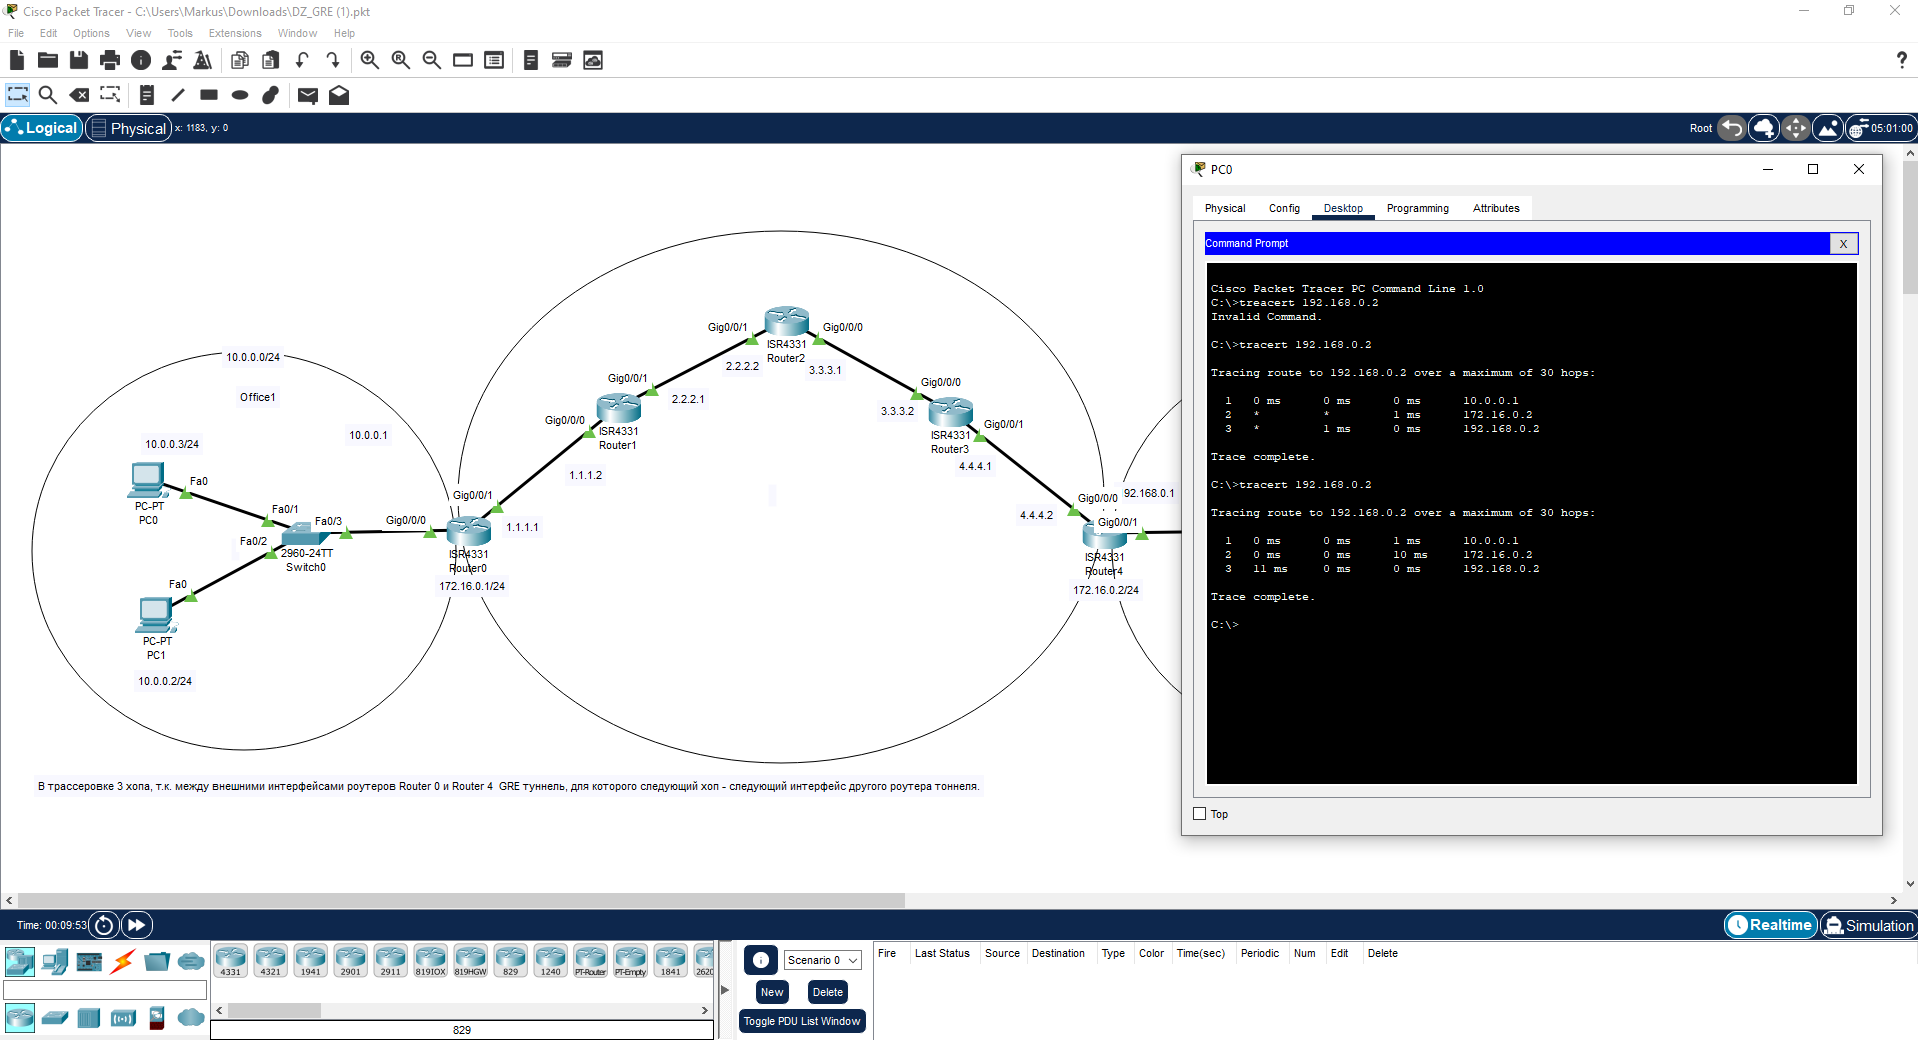 Cisco Packet Tracer - C:\Users\Markus\Downloads\DZ_GRE (1).pkt
File Edit Options View Tools Extensions Window Help
Logical Physical x: 1183, y: 0 Root 05:01:00
10.0.0.0/24
Office1
10.0.0.3/24
10.0.0.1
Fa0
PC-PT
PC0
Fa0/1
Fa0/2
Fa0/3
2960-24TT
Switch0
Fa0
PC-PT
PC1
10.0.0.2/24
Gig0/0/0
Gig0/0/1
1.1.1.1
ISR4331
Router0
172.16.0.1/24
Gig0/0/0
Gig0/0/1
1.1.1.2
2.2.2.1
ISR4331
Router1
Gig0/0/1
Gig0/0/0
2.2.2.2
3.3.3.1
ISR4331
Router2
Gig0/0/0
Gig0/0/1
3.3.3.2
4.4.4.1
ISR4331
Router3
Gig0/0/0
92.168.0.1
4.4.4.2
Gig0/0/1
ISR4331
Router4
172.16.0.2/24
В трассеровке 3 хопа, т.к. между внешними интерфейсами роутеров Router 0 и Router 4 GRE туннель, для которого следующий хоп - следующий интерфейс другого роутера тоннеля.
PC0
Physical Config Desktop Programming Attributes
Command Prompt X
Cisco Packet Tracer PC Command Line 1.0
C:\>treacert 192.168.0.2
Invalid Command.
C:\>tracert 192.168.0.2
Tracing route to 192.168.0.2 over a maximum of 30 hops:
1 0 ms 0 ms 0 ms 10.0.0.1
2 * * 1 ms 172.16.0.2
3 * 1 ms 0 ms 192.168.0.2
Trace complete.
C:\>tracert 192.168.0.2
Tracing route to 192.168.0.2 over a maximum of 30 hops:
1 0 ms 0 ms 1 ms 10.0.0.1
2 0 ms 0 ms 10 ms 172.16.0.2
3 11 ms 0 ms 0 ms 192.168.0.2
Trace complete.
C:\>
Top
Time: 00:09:53 Realtime Simulation
4331 4321 1941 2901 2911 819IOX 819HGW 829 1240 PT-Router PT-Empty 1841 2620
829
Scenario 0
New Delete
Toggle PDU List Window
Fire Last Status Source Destination Type Color Time(sec) Periodic Num Edit Delete